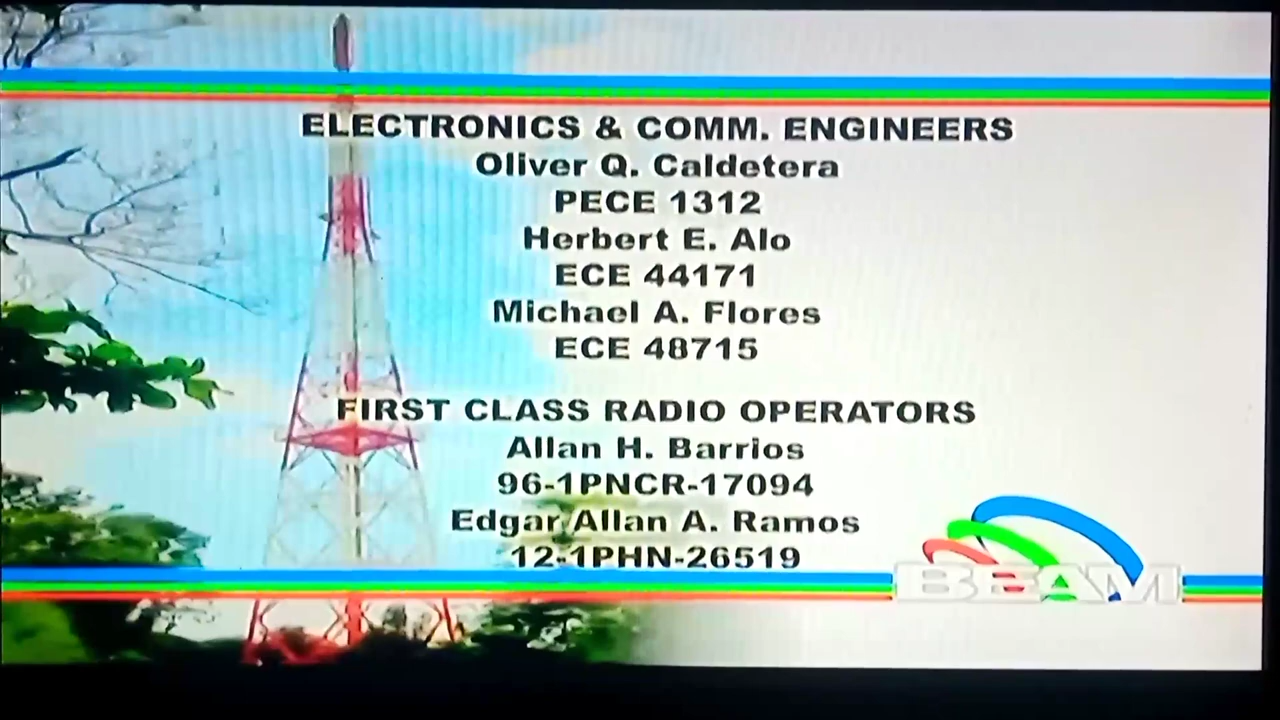 ELECTRONICS & COMM. ENGINEERS
Oliver Q. Caldetera
PECE 1312
Herbert E. Alo
ECE 44171
Michael A. Flores
ECE 48715
FIRST CLASS RADIO OPERATORS
Allan H. Barrios
96-1PNCR-17094
Edgar Allan A. Ramos
12-1PHN-26519
BEAM